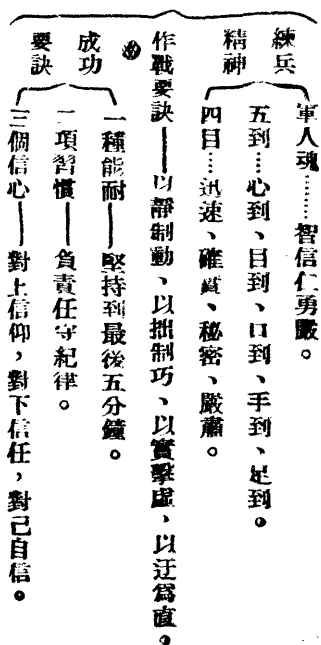 練兵
精神
軍人魂……智信仁勇嚴。
五到……心到、目到、口到、手到、足到。
四目……迅速、確實、秘密、嚴肅。
作戰要訣——以靜制動、以拙制巧、以實擊虛，以迂為直。
成功
要訣
一種能耐——堅持到最後五分鐘。
二項習慣——負責任守紀律。
三個信心——對上信仰，對下信任，對己自信。